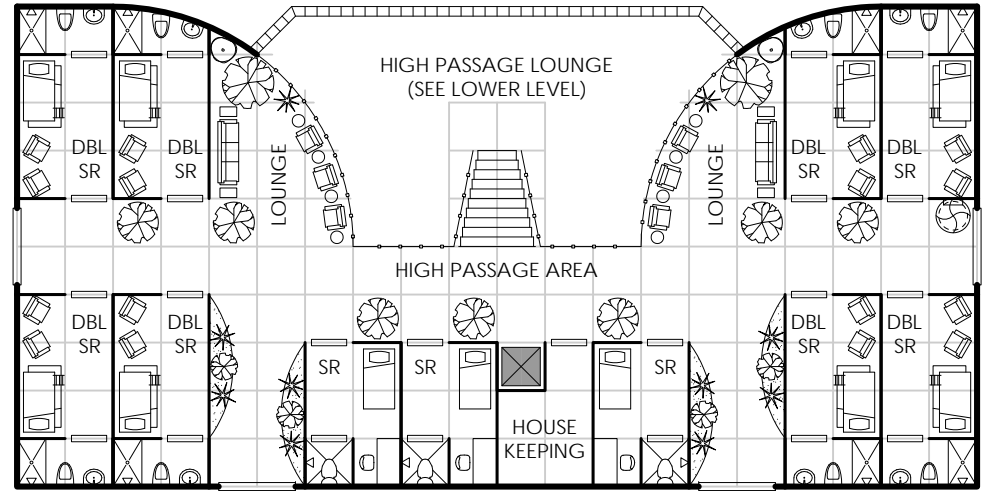 HIGH PASSAGE LOUNGE
(SEE LOWER LEVEL)
DBL
SR
DBL
SR
LOUNGE
LOUNGE
DBL
SR
DBL
SR
HIGH PASSAGE AREA
DBL
SR
DBL
SR
SR
SR
SR
DBL
SR
DBL
SR
HOUSE
KEEPING